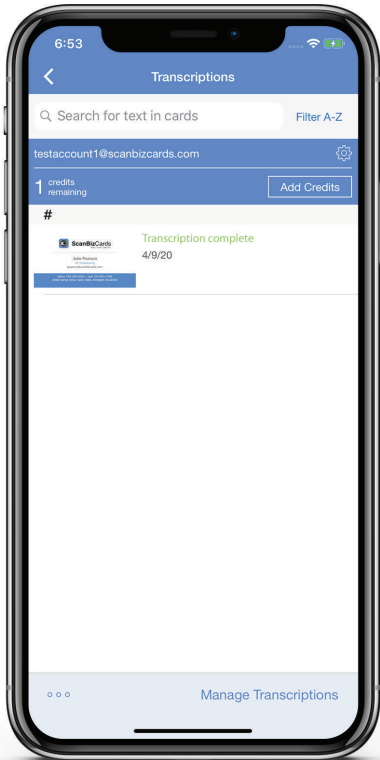 6:53
Transcriptions
Search for text in cards
Filter A-Z
testaccount1@scanbizcards.com
1 credits remaining
Add Credits
#
ScanBizCards
Transcription complete
4/9/20
Julia Pearson
Manage Transcriptions